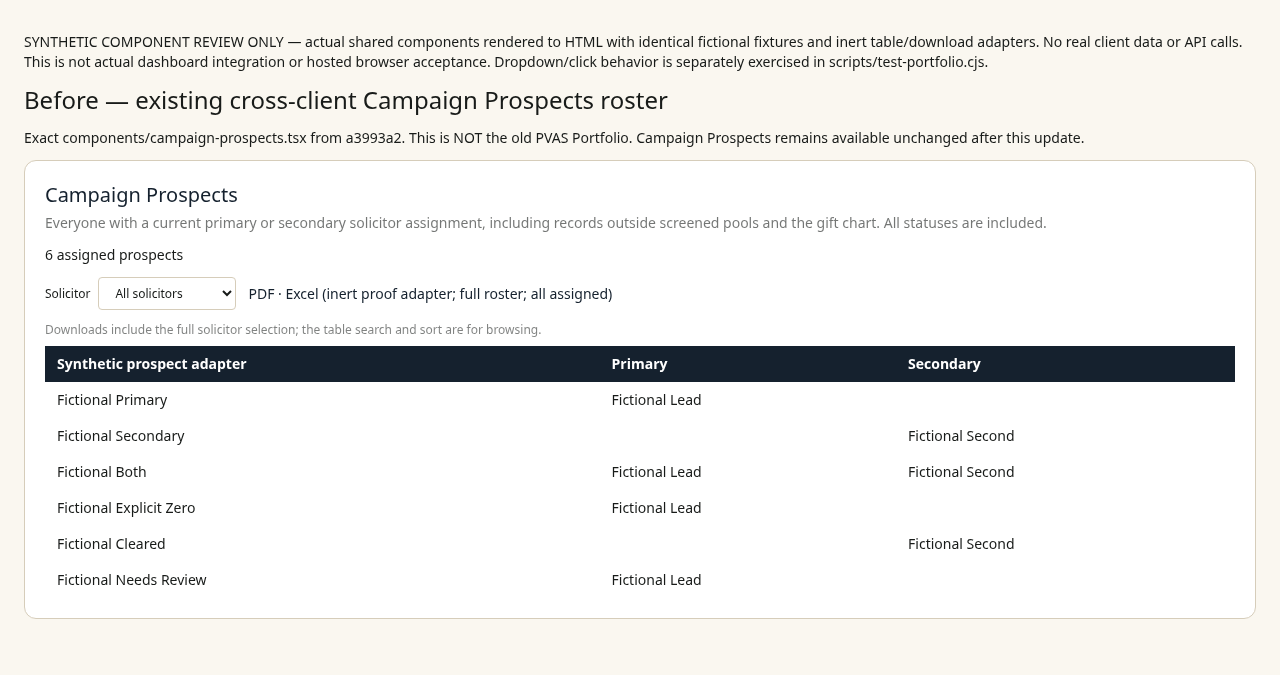 SYNTHETIC COMPONENT REVIEW ONLY — actual shared components rendered to HTML with identical fictional fixtures and inert table/download adapters. No real client data or API calls.
This is not actual dashboard integration or hosted browser acceptance. Dropdown/click behavior is separately exercised in scripts/test-portfolio.cjs.
Before — existing cross-client Campaign Prospects roster
Exact components/campaign-prospects.tsx from a3993a2. This is NOT the old PVAS Portfolio. Campaign Prospects remains available unchanged after this update.
Campaign Prospects
Everyone with a current primary or secondary solicitor assignment, including records outside screened pools and the gift chart. All statuses are included.
6 assigned prospects
Solicitor All solicitors PDF · Excel (inert proof adapter; full roster; all assigned)
Downloads include the full solicitor selection; the table search and sort are for browsing.
Synthetic prospect adapter Primary Secondary
Fictional Primary Fictional Lead
Fictional Secondary Fictional Second
Fictional Both Fictional Lead Fictional Second
Fictional Explicit Zero Fictional Lead
Fictional Cleared Fictional Second
Fictional Needs Review Fictional Lead